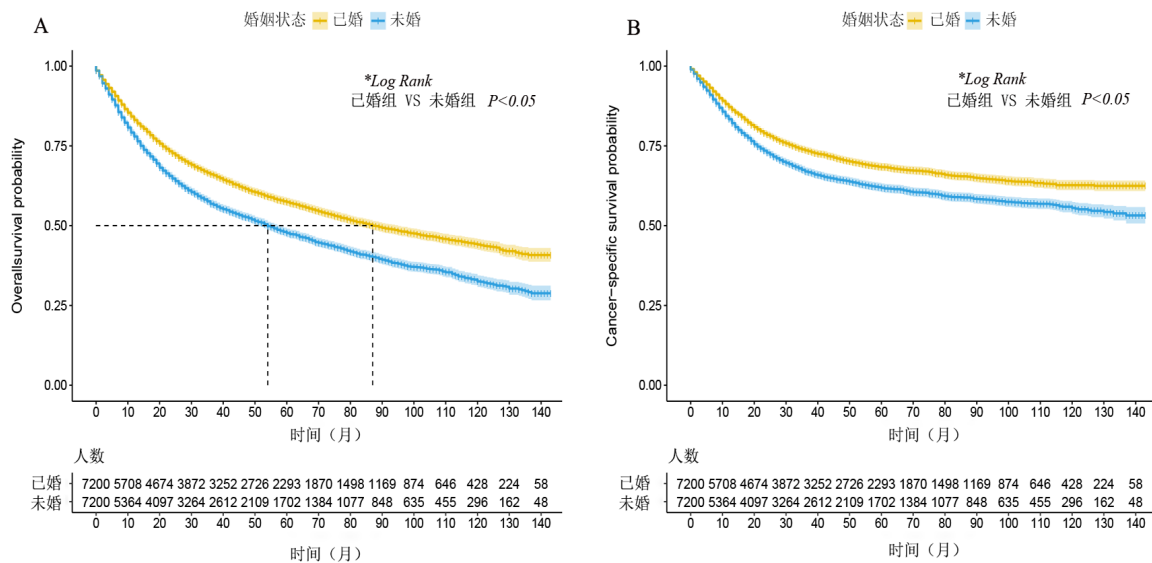 A
婚姻状态 已婚 未婚
*Log Rank
已婚组 VS 未婚组 P<0.05
Overallsurvival probability
1.00
0.75
0.50
0.25
0.00
0 10 20 30 40 50 60 70 80 90 100 110 120 130 140
时间（月）
人数
已婚 7200 5708 4674 3872 3252 2726 2293 1870 1498 1169 874 646 428 224 58
未婚 7200 5364 4097 3264 2612 2109 1702 1384 1077 848 635 455 296 162 48
0 10 20 30 40 50 60 70 80 90 100 110 120 130 140
时间（月）
B
婚姻状态 已婚 未婚
*Log Rank
已婚组 VS 未婚组 P<0.05
Cancer-specific survival probability
1.00
0.75
0.50
0.25
0.00
0 10 20 30 40 50 60 70 80 90 100 110 120 130 140
时间（月）
人数
已婚 7200 5708 4674 3872 3252 2726 2293 1870 1498 1169 874 646 428 224 58
未婚 7200 5364 4097 3264 2612 2109 1702 1384 1077 848 635 455 296 162 48
0 10 20 30 40 50 60 70 80 90 100 110 120 130 140
时间（月）